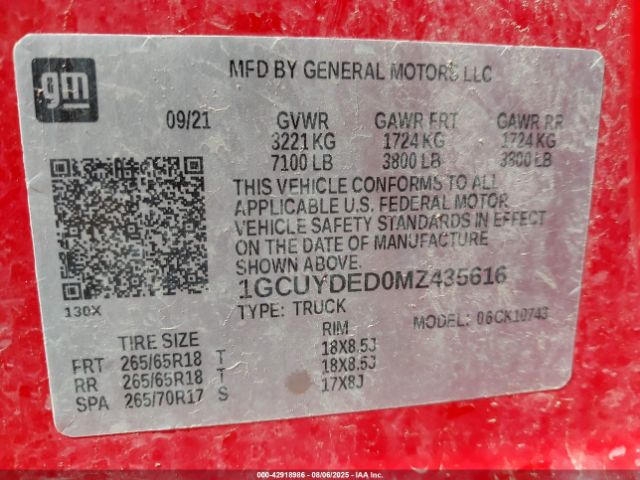 gm
MFD BY GENERAL MOTORS LLC
09/21 GVWR GAWR FRT GAWR RR
3221 KG 1724 KG 1724 KG
7100 LB 3800 LB 3800 LB
THIS VEHICLE CONFORMS TO ALL
APPLICABLE U.S. FEDERAL MOTOR
VEHICLE SAFETY STANDARDS IN EFFECT
ON THE DATE OF MANUFACTURE
SHOWN ABOVE.
1GCUYDED0MZ435616
130X
TYPE: TRUCK MODEL: 06CK10743
TIRE SIZE RIM
FRT 265/65R18 T 18X8.5J
RR 265/65R18 T 18X8.5J
SPA 265/70R17 S 17X8J
000-42918986 - 08/06/2025 - IAAI.COM